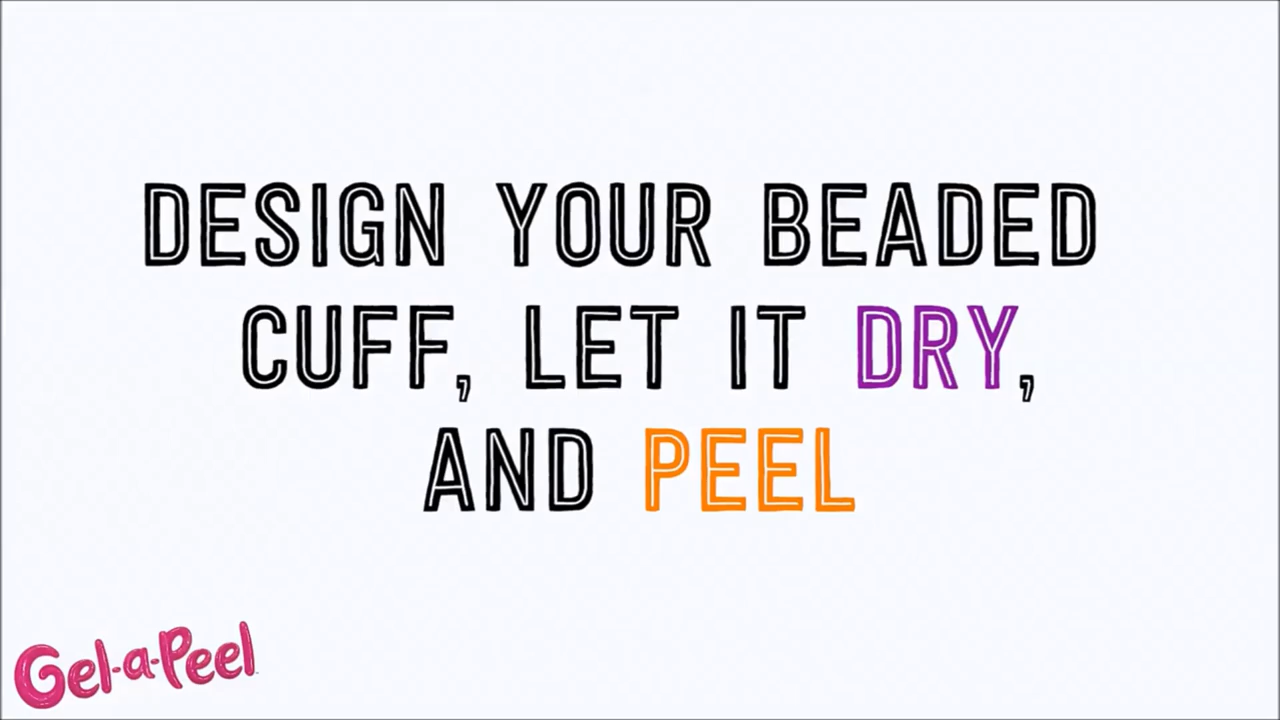 DESIGN YOUR BEADED
CUFF, LET IT DRY,
AND PEEL
Gel-a-Peel